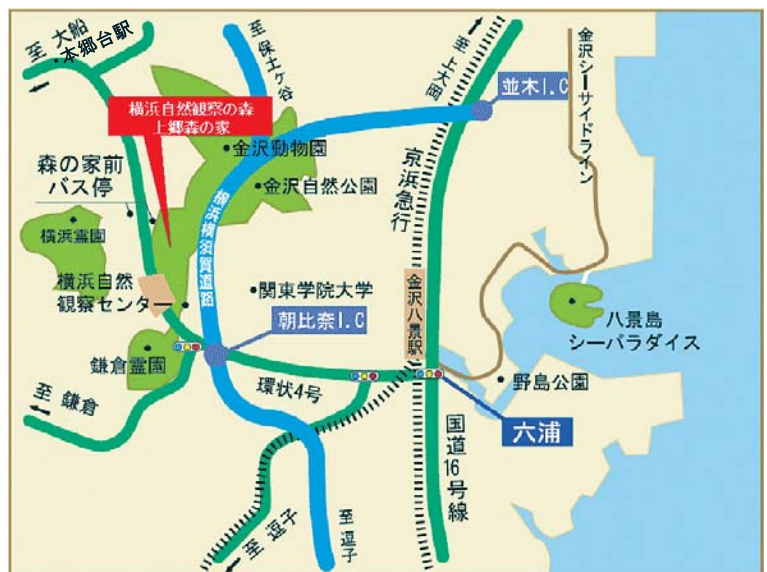 至 大船
本郷台駅
至 保土ヶ谷
至 上大岡
金沢シーサイドライン
並木I.C
横浜自然観察の森
上郷森の家
金沢動物園
金沢自然公園
森の家前
バス停
京浜急行
横浜霊園
横浜横須賀道路
横浜自然
観察センター
関東学院大学
金沢八景駅
朝比奈I.C
八景島
シーパラダイス
鎌倉霊園
環状4号
野島公園
至 鎌倉
六浦
国道16号線
至 逗子
至 逗子